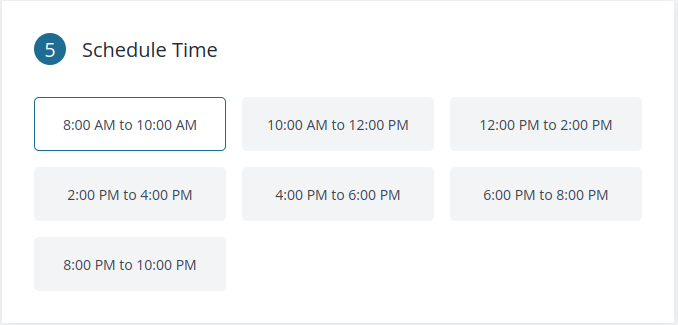 5 Schedule Time
8:00 AM to 10:00 AM
10:00 AM to 12:00 PM
12:00 PM to 2:00 PM
2:00 PM to 4:00 PM
4:00 PM to 6:00 PM
6:00 PM to 8:00 PM
8:00 PM to 10:00 PM